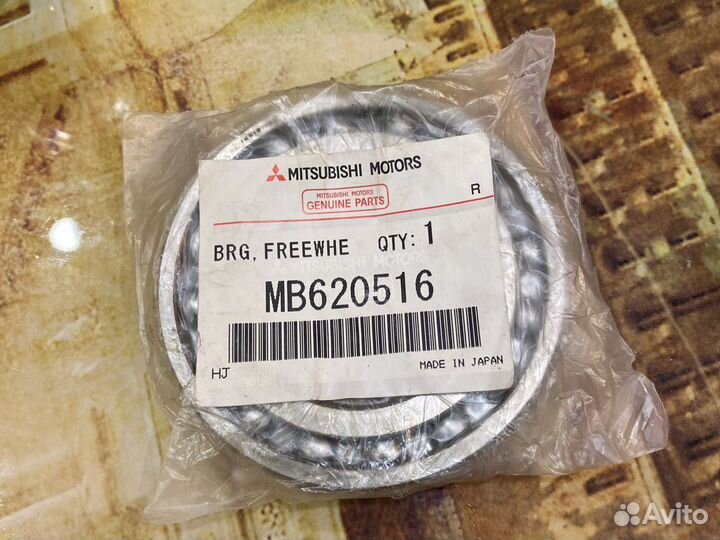 MITSUBISHI MOTORS
MITSUBISHI MOTORS
GENUINE PARTS
R
BRG, FREEWHE QTY: 1
MB620516
HJ
MADE IN JAPAN
Avito